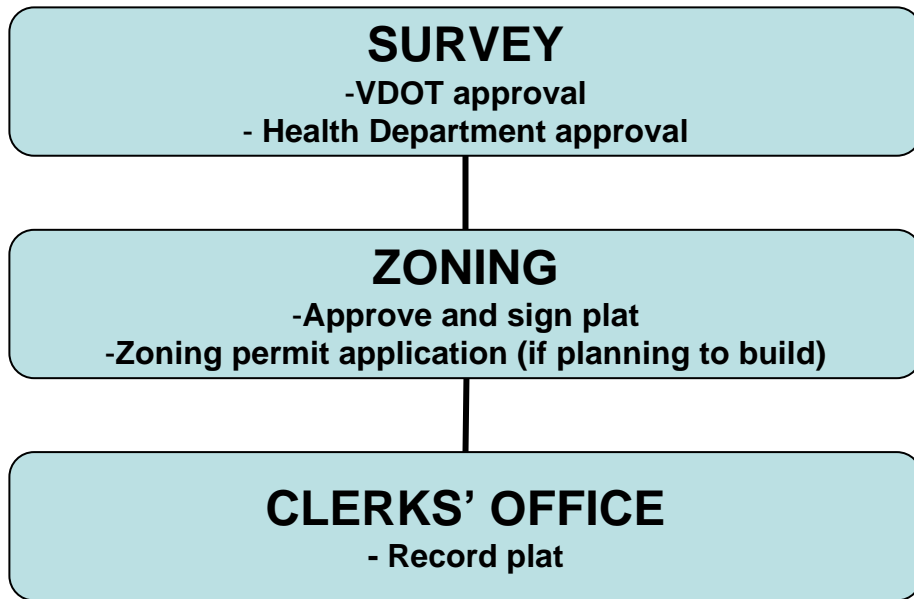 SURVEY
-VDOT approval
- Health Department approval
ZONING
-Approve and sign plat
-Zoning permit application (if planning to build)
CLERKS’ OFFICE
- Record plat